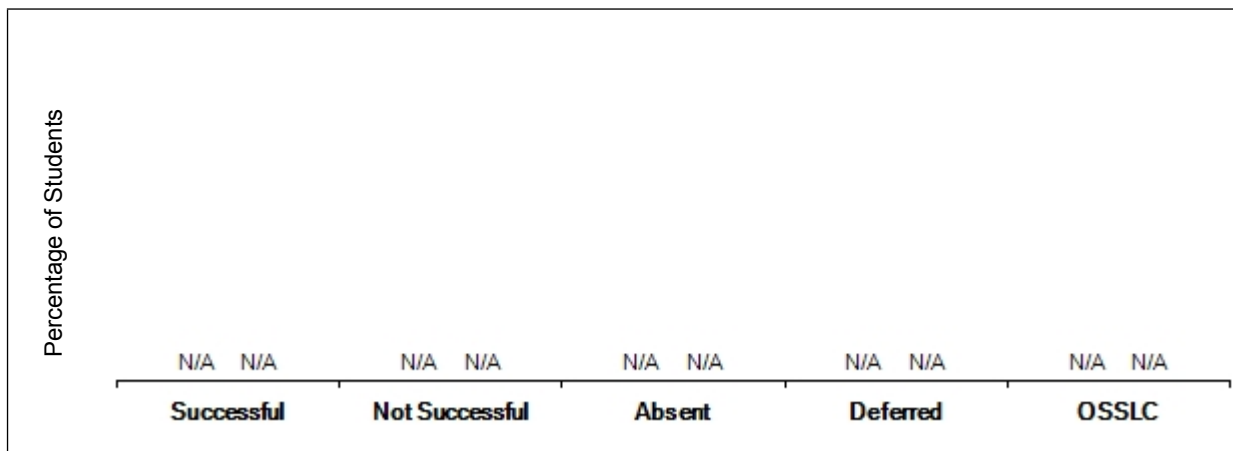 Percentage of Students
N/A N/A N/A N/A N/A N/A N/A N/A N/A N/A
Successful Not Successful Absent Deferred OSSLC